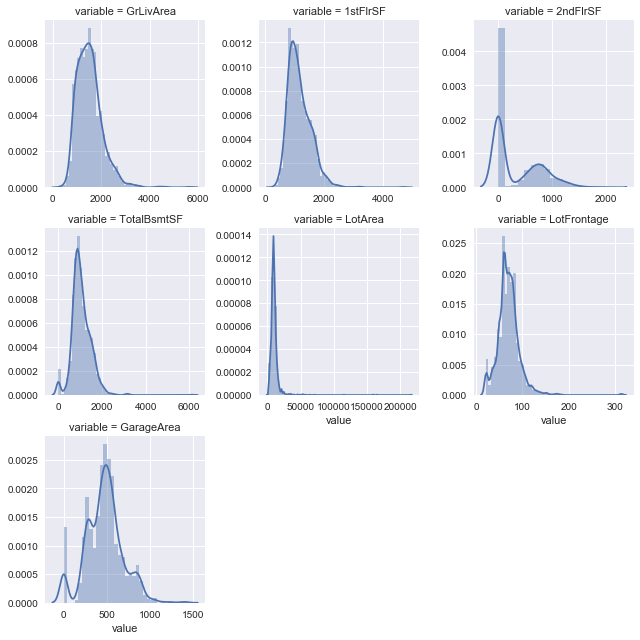 variable = GrLivArea
0.0008
0.0006
0.0004
0.0002
0.0000
0 2000 4000 6000
variable = 1stFlrSF
0.0012
0.0010
0.0008
0.0006
0.0004
0.0002
0.0000
0 2000 4000
variable = 2ndFlrSF
0.004
0.003
0.002
0.001
0.000
0 1000 2000
variable = TotalBsmtSF
0.0012
0.0010
0.0008
0.0006
0.0004
0.0002
0.0000
0 2000 4000 6000
variable = LotArea
0.00014
0.00012
0.00010
0.00008
0.00006
0.00004
0.00002
0.00000
0 50000 100000 150000 200000
value
variable = LotFrontage
0.025
0.020
0.015
0.010
0.005
0.000
0 100 200 300
value
variable = GarageArea
0.0025
0.0020
0.0015
0.0010
0.0005
0.0000
0 500 1000 1500
value